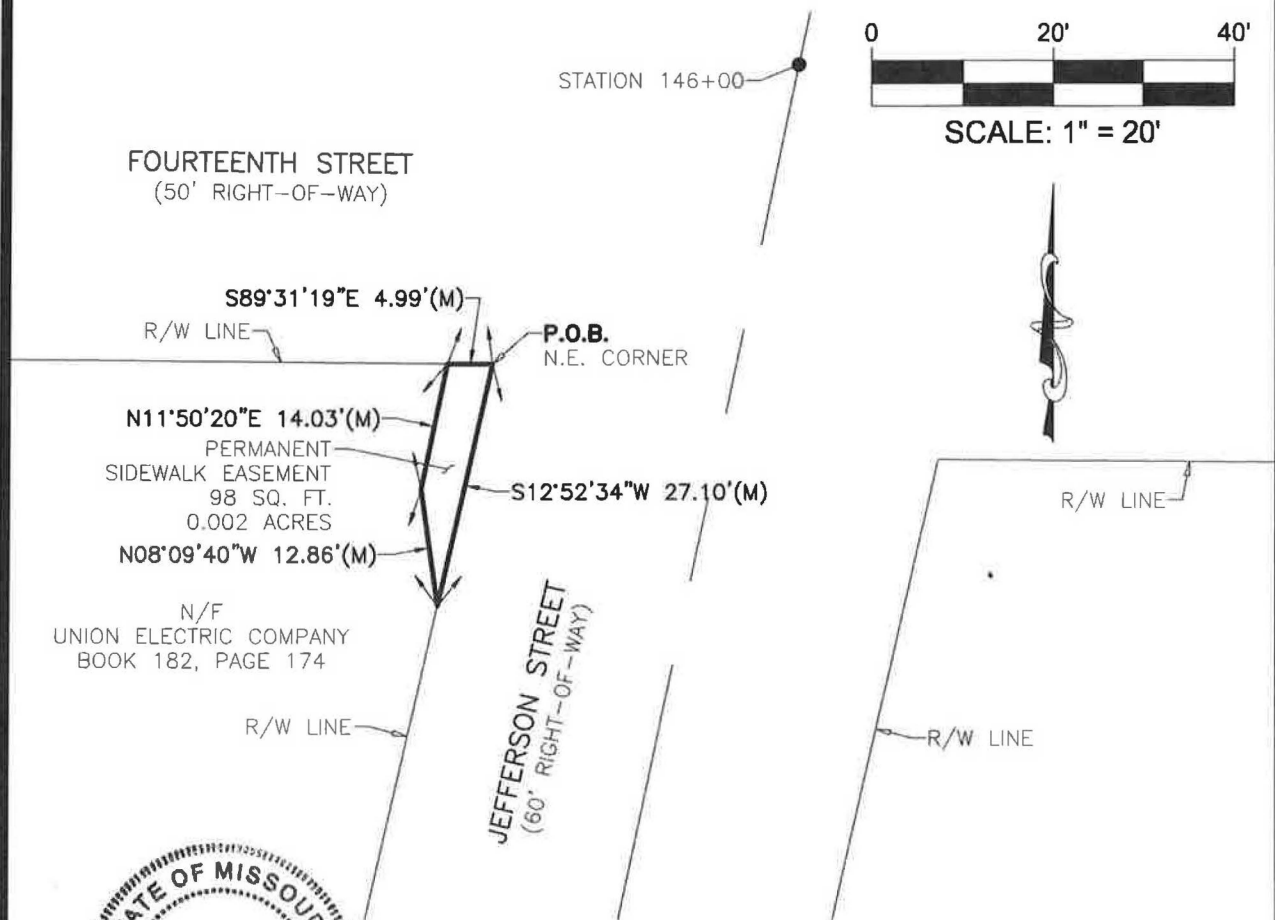 0 20' 40'
SCALE: 1" = 20'
STATION 146+00
FOURTEENTH STREET
(50' RIGHT-OF-WAY)
S89°31'19"E 4.99'(M)
R/W LINE
P.O.B.
N.E. CORNER
N11°50'20"E 14.03'(M)
PERMANENT
SIDEWALK EASEMENT
98 SQ. FT.
0.002 ACRES
S12°52'34"W 27.10'(M)
R/W LINE
N08°09'40"W 12.86'(M)
N/F
UNION ELECTRIC COMPANY
BOOK 182, PAGE 174
JEFFERSON STREET
(60' RIGHT-OF-WAY)
R/W LINE
R/W LINE
ATE OF MISSOUR